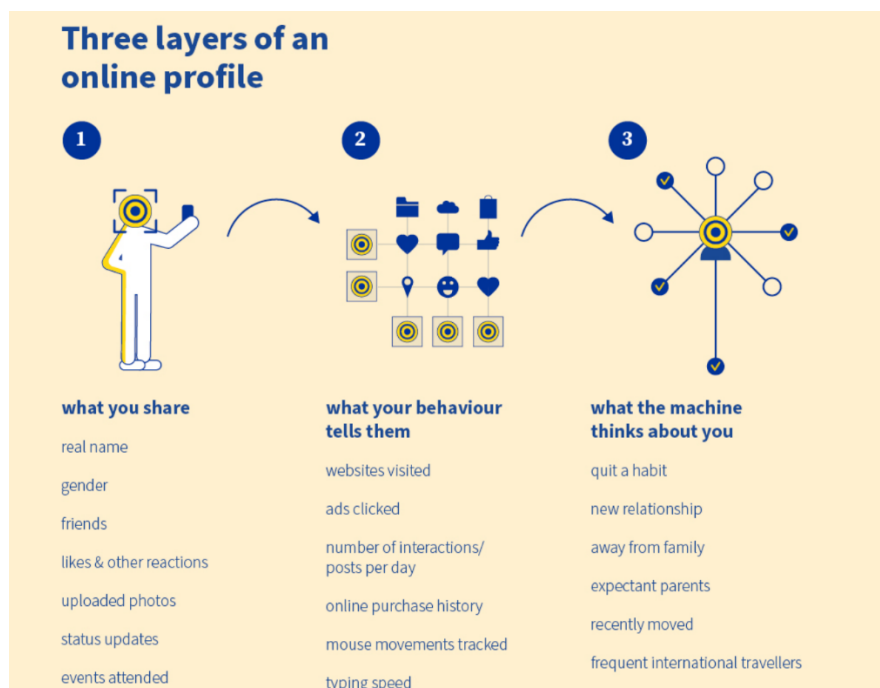 Three layers of an
online profile
1
2
3
what you share
real name
gender
friends
likes & other reactions
uploaded photos
status updates
events attended
what your behaviour
tells them
websites visited
ads clicked
number of interactions/
posts per day
online purchase history
mouse movements tracked
typing speed
what the machine
thinks about you
quit a habit
new relationship
away from family
expectant parents
recently moved
frequent international travellers